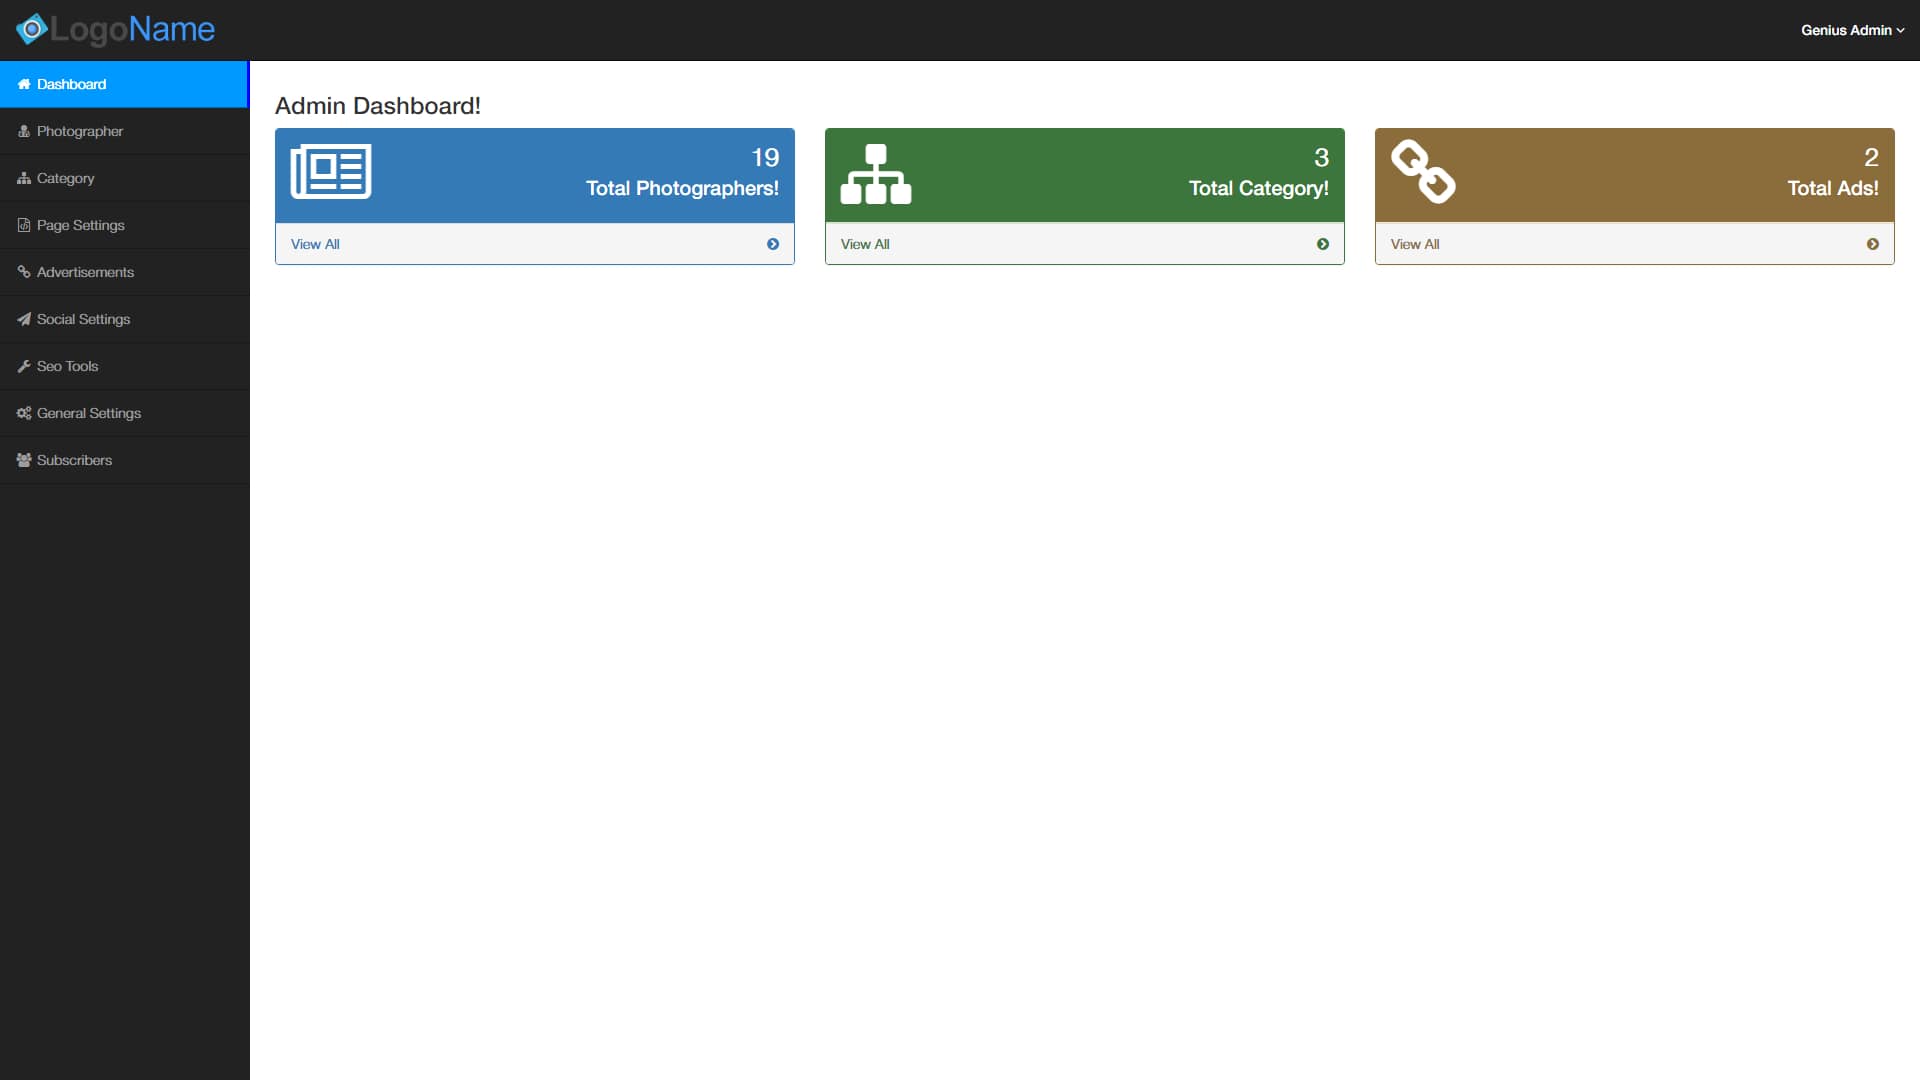 LogoName
Genius Admin
Dashboard
Photographer
Category
Page Settings
Advertisements
Social Settings
Seo Tools
General Settings
Subscribers
Admin Dashboard!
19
Total Photographers!
View All
3
Total Category!
View All
2
Total Ads!
View All